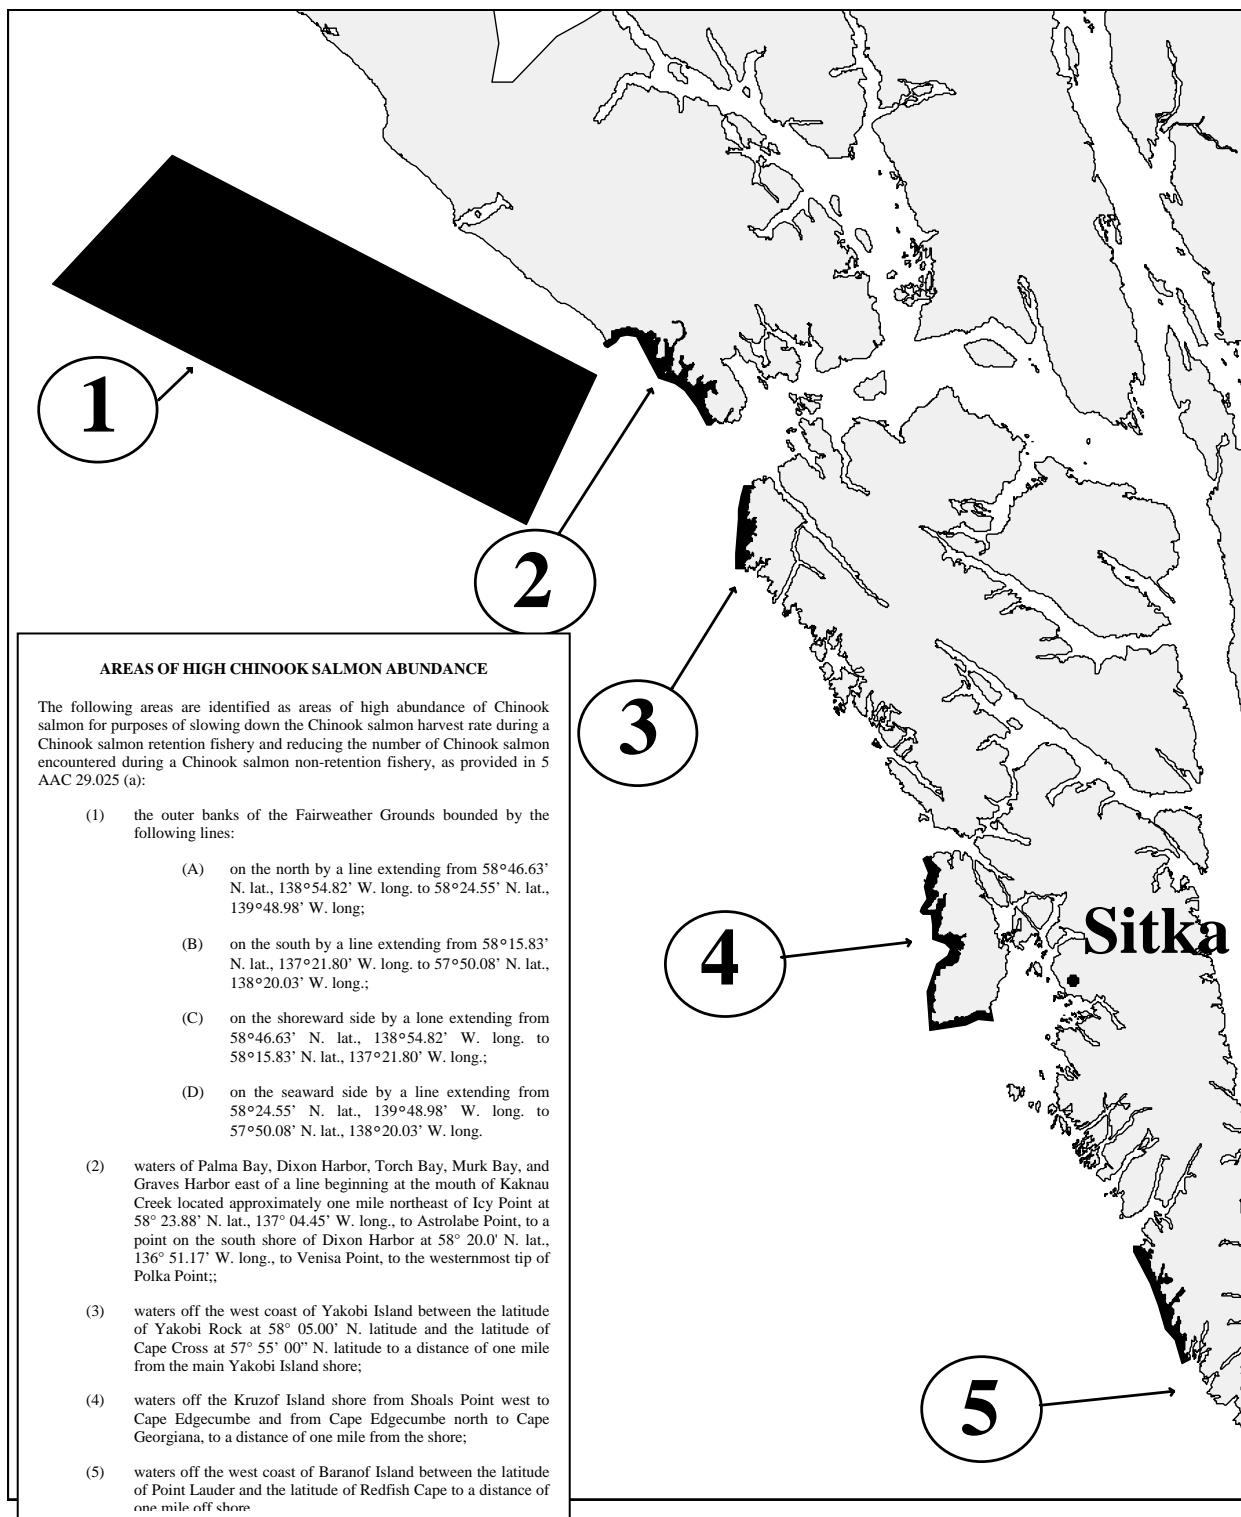 1
2
3
4
Sitka
5
AREAS OF HIGH CHINOOK SALMON ABUNDANCE
The following areas are identified as areas of high abundance of Chinook
salmon for purposes of slowing down the Chinook salmon harvest rate during a
Chinook salmon retention fishery and reducing the number of Chinook salmon
encountered during a Chinook salmon non-retention fishery, as provided in 5
AAC 29.025 (a):
(1) the outer banks of the Fairweather Grounds bounded by the
following lines:
(A) on the north by a line extending from 58°46.63’
N. lat., 138°54.82’ W. long. to 58°24.55’ N. lat.,
139°48.98’ W. long;
(B) on the south by a line extending from 58°15.83’
N. lat., 137°21.80’ W. long. to 57°50.08’ N. lat.,
138°20.03’ W. long.;
(C) on the shoreward side by a lone extending from
58°46.63’ N. lat., 138°54.82’ W. long. to
58°15.83’ N. lat., 137°21.80’ W. long.;
(D) on the seaward side by a line extending from
58°24.55’ N. lat., 139°48.98’ W. long. to
57°50.08’ N. lat., 138°20.03’ W. long.
(2) waters of Palma Bay, Dixon Harbor, Torch Bay, Murk Bay, and
Graves Harbor east of a line beginning at the mouth of Kaknau
Creek located approximately one mile northeast of Icy Point at
58° 23.88’ N. lat., 137° 04.45’ W. long., to Astrolabe Point, to a
point on the south shore of Dixon Harbor at 58° 20.0' N. lat.,
136° 51.17’ W. long., to Venisa Point, to the westernmost tip of
Polka Point;;
(3) waters off the west coast of Yakobi Island between the latitude
of Yakobi Rock at 58° 05.00’ N. latitude and the latitude of
Cape Cross at 57° 55’ 00” N. latitude to a distance of one mile
from the main Yakobi Island shore;
(4) waters off the Kruzof Island shore from Shoals Point west to
Cape Edgecumbe and from Cape Edgecumbe north to Cape
Georgiana, to a distance of one mile from the shore;
(5) waters off the west coast of Baranof Island between the latitude
of Point Lauder and the latitude of Redfish Cape to a distance of
one mile off shore